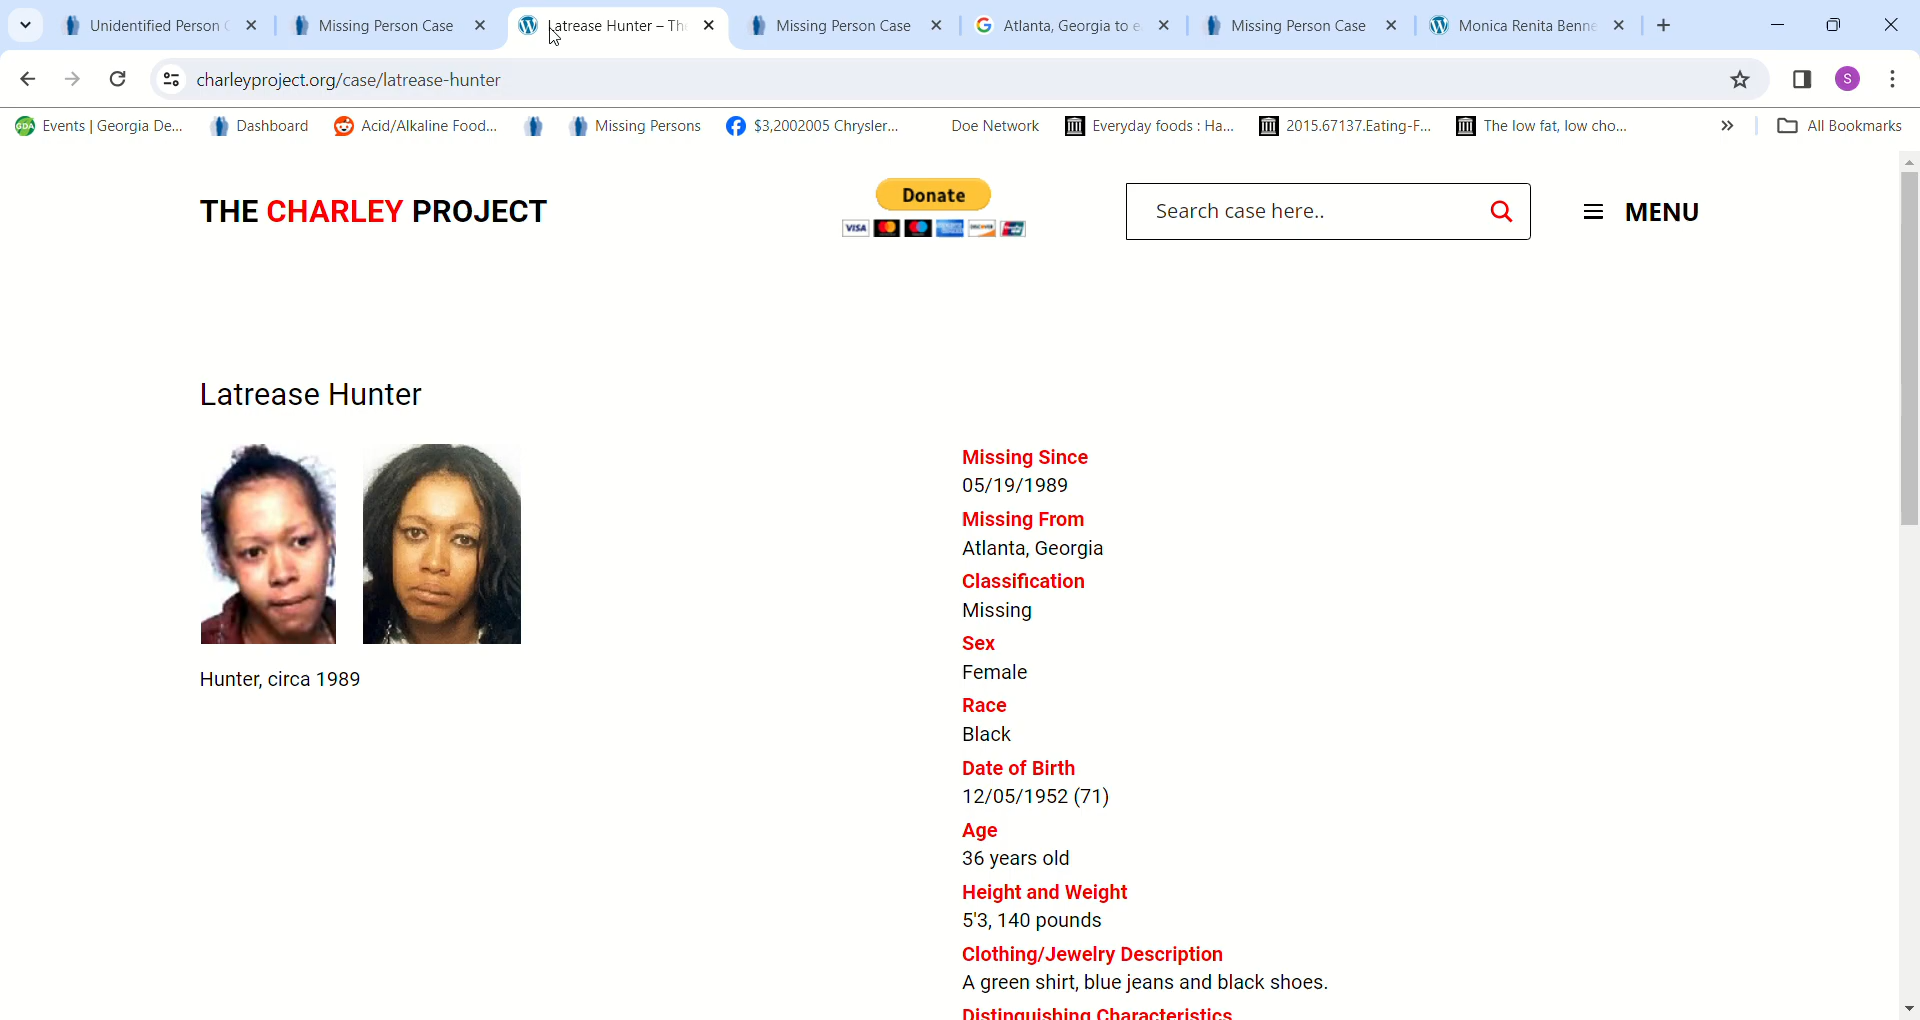 Unidentified Person C
Missing Person Case
Latrease Hunter – The
Missing Person Case
Atlanta, Georgia to e
Missing Person Case
Monica Renita Benne
charleyproject.org/case/latrease-hunter
S
GDA Events | Georgia De...
Dashboard
Acid/Alkaline Food...
Missing Persons
$3,2002005 Chrysler...
Doe Network
Everyday foods : Ha...
2015.67137.Eating-F...
The low fat, low cho...
»
All Bookmarks
THE CHARLEY PROJECT
Donate
VISA
DISCOVER
Search case here..
MENU
Latrease Hunter
Hunter, circa 1989
Missing Since
05/19/1989
Missing From
Atlanta, Georgia
Classification
Missing
Sex
Female
Race
Black
Date of Birth
12/05/1952 (71)
Age
36 years old
Height and Weight
5'3, 140 pounds
Clothing/Jewelry Description
A green shirt, blue jeans and black shoes.
Distinguishing Characteristics